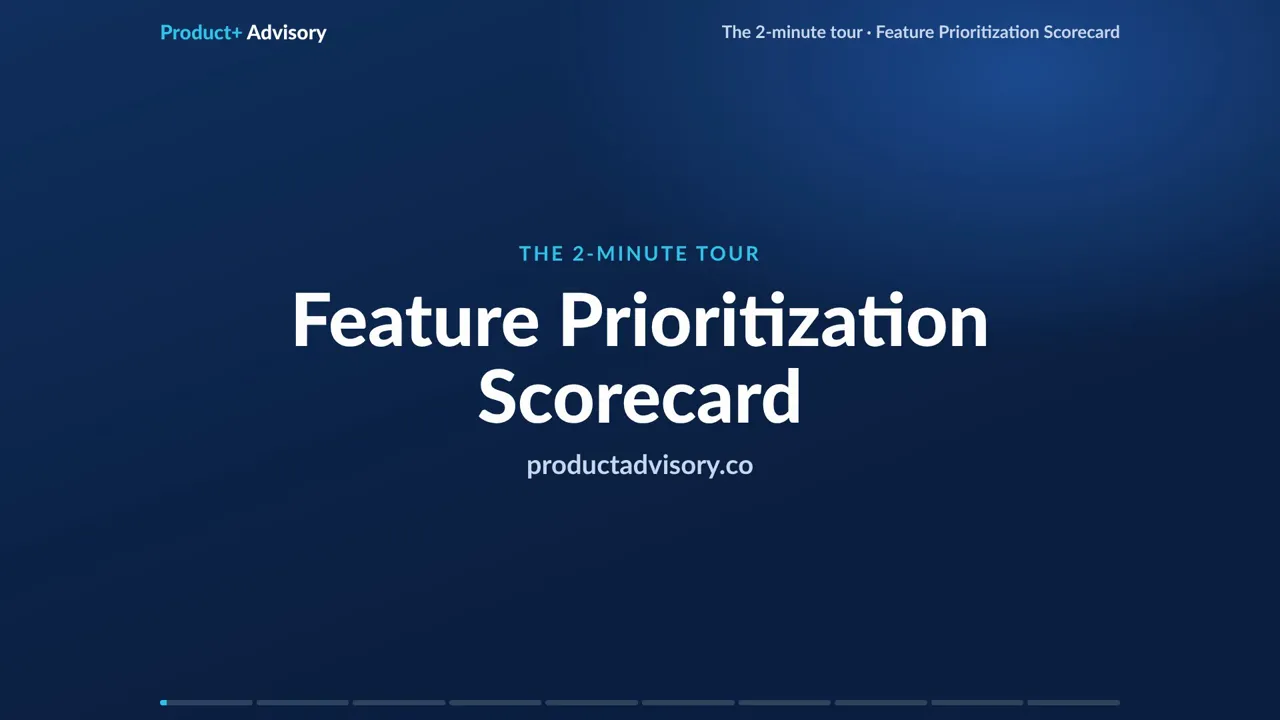 Product+ Advisory
The 2-minute tour · Feature Prioritization Scorecard
THE 2-MINUTE TOUR
Feature Prioritization
Scorecard
productadvisory.co